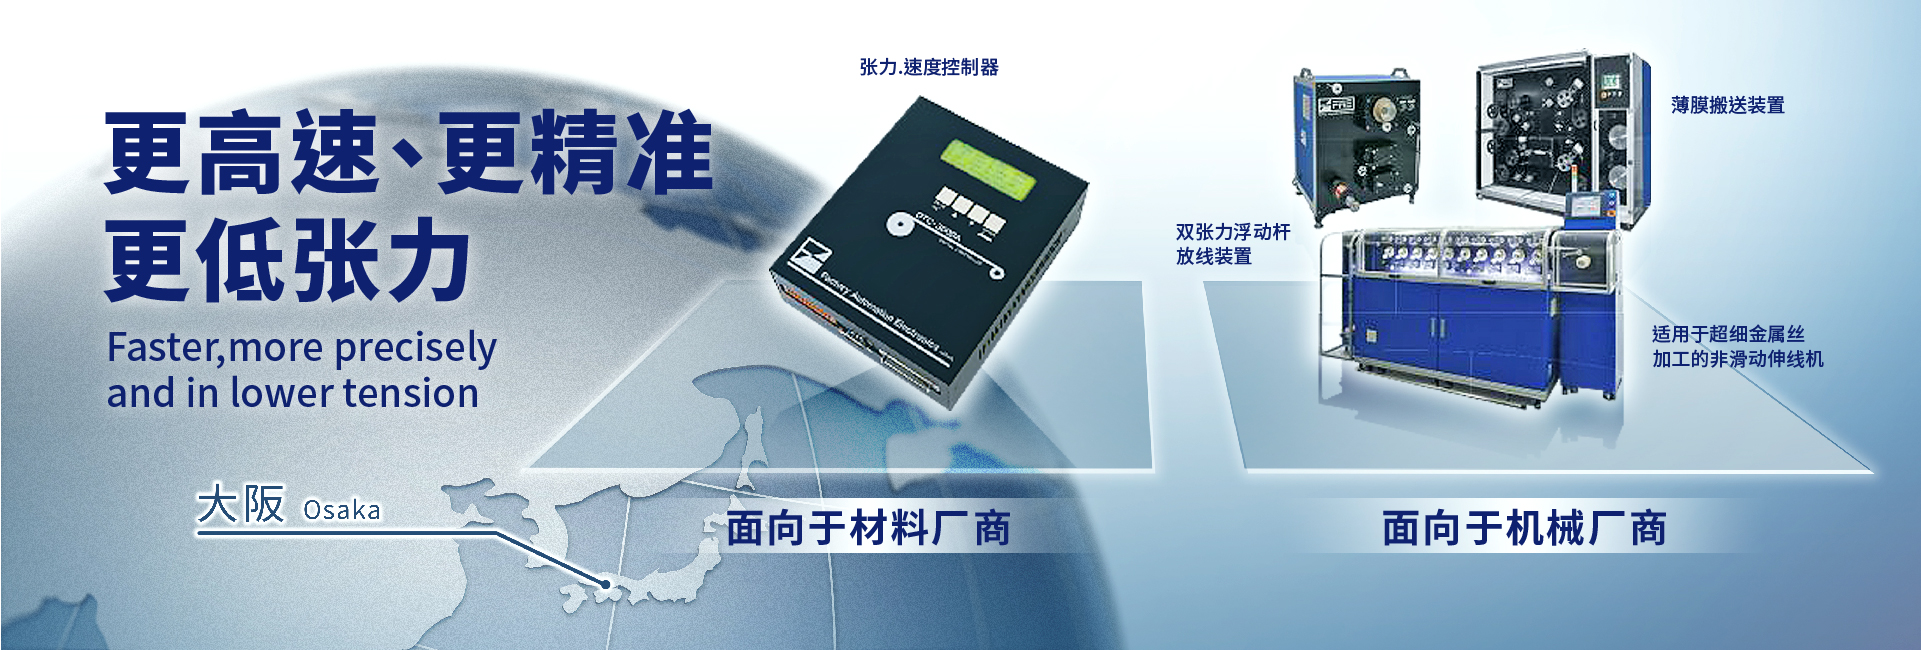 更高速、更精准
更低张力
Faster,more precisely
and in lower tension
大阪 Osaka
张力.速度控制器
Factory Automation Electronics
面向于材料厂商
双张力浮动杆
放线装置
薄膜搬送装置
适用于超细金属丝
加工的非滑动伸线机
面向于机械厂商